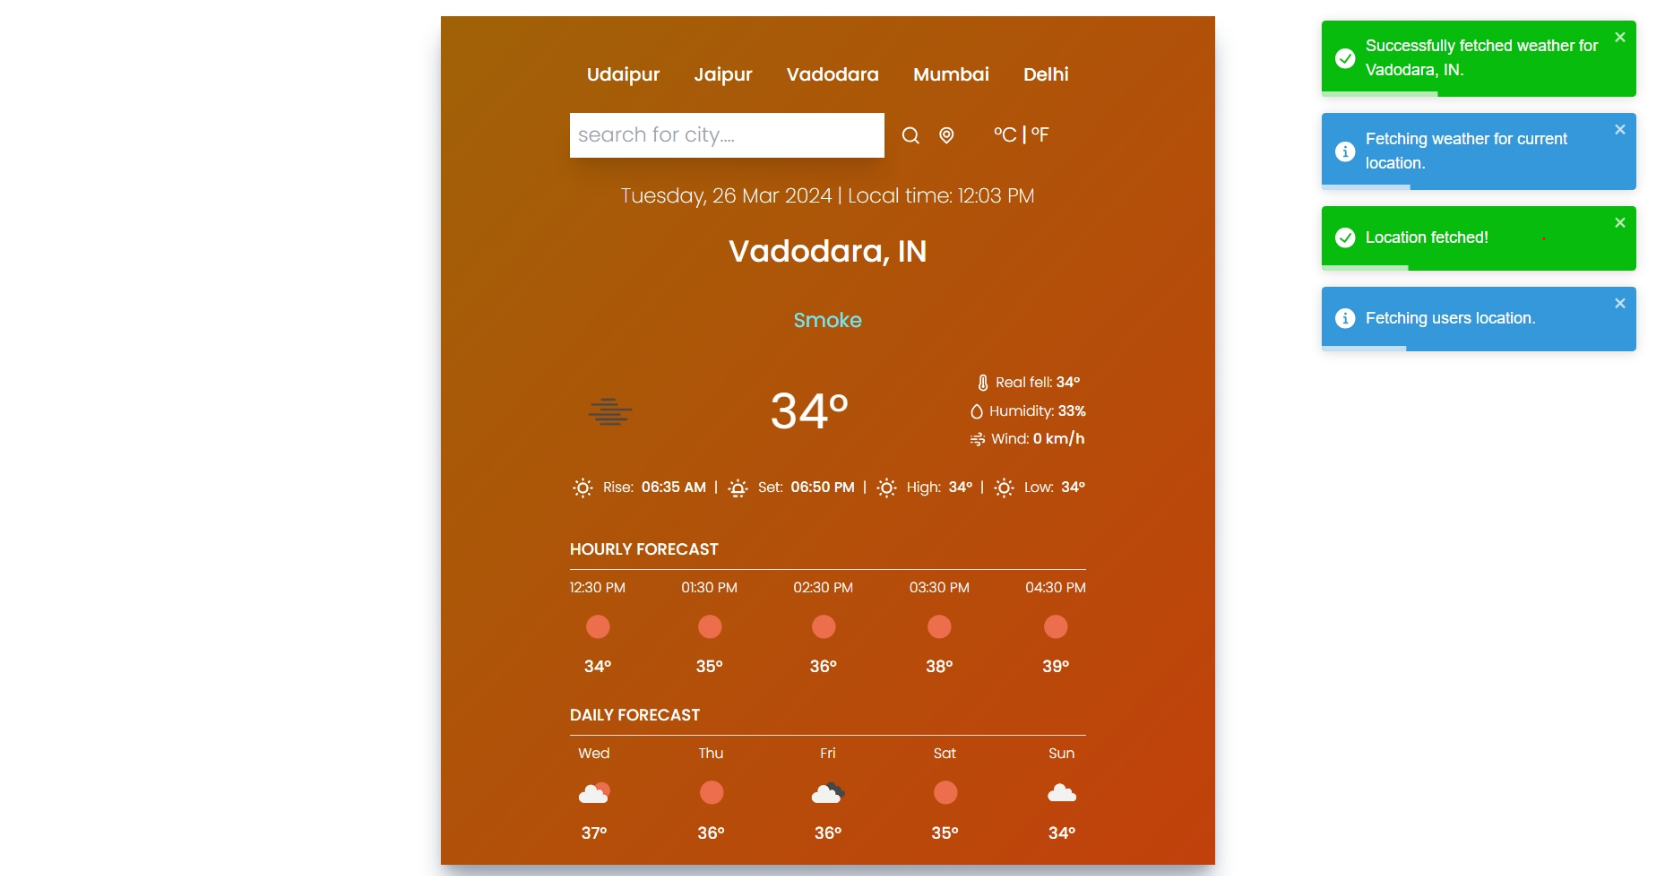 Udaipur Jaipur Vadodara Mumbai Delhi
search for city....
°C | °F
Tuesday, 26 Mar 2024 | Local time: 12:03 PM
Vadodara, IN
Smoke
34°
Real fell: 34°
Humidity: 33%
Wind: 0 km/h
Rise: 06:35 AM | Set: 06:50 PM | High: 34° | Low: 34°
HOURLY FORECAST
12:30 PM 01:30 PM 02:30 PM 03:30 PM 04:30 PM
34° 35° 36° 38° 39°
DAILY FORECAST
Wed Thu Fri Sat Sun
37° 36° 36° 35° 34°
Successfully fetched weather for
Vadodara, IN.
Fetching weather for current
location.
Location fetched!
Fetching users location.